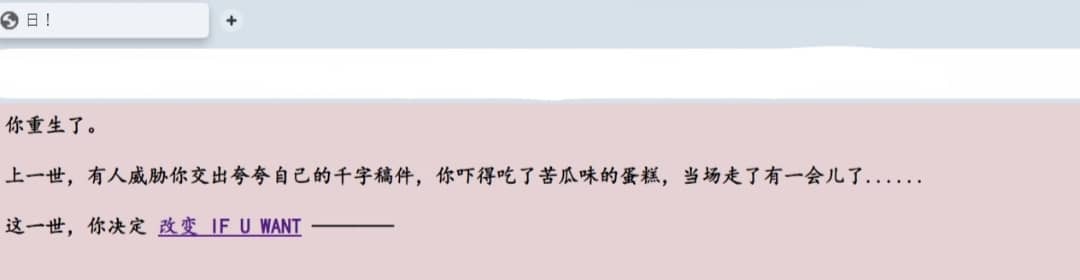 日！
你重生了。
上一世，有人威胁你交出夸夸自己的千字稿件，你吓得吃了苦瓜味的蛋糕，当场走了有一会儿了......
这一世，你决定 改变 IF U WANT ————